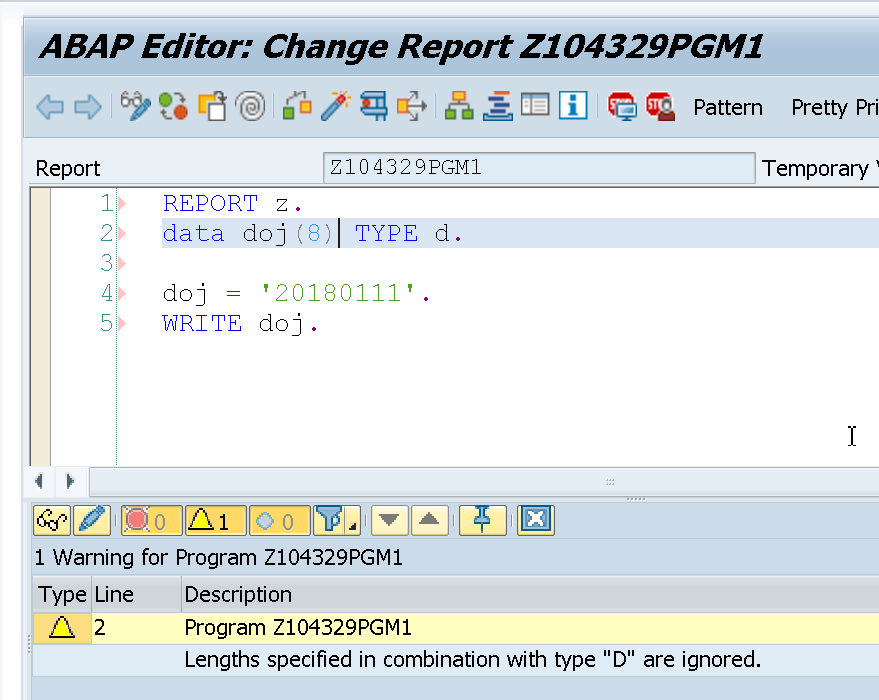 ABAP Editor: Change Report Z104329PGM1
Pattern Pretty Pri
Report Z104329PGM1 Temporary
1 REPORT z.
2 data doj(8) TYPE d.
3
4 doj = '20180111'.
5 WRITE doj.
0 1 0
1 Warning for Program Z104329PGM1
Type Line Description
2 Program Z104329PGM1
Lengths specified in combination with type "D" are ignored.